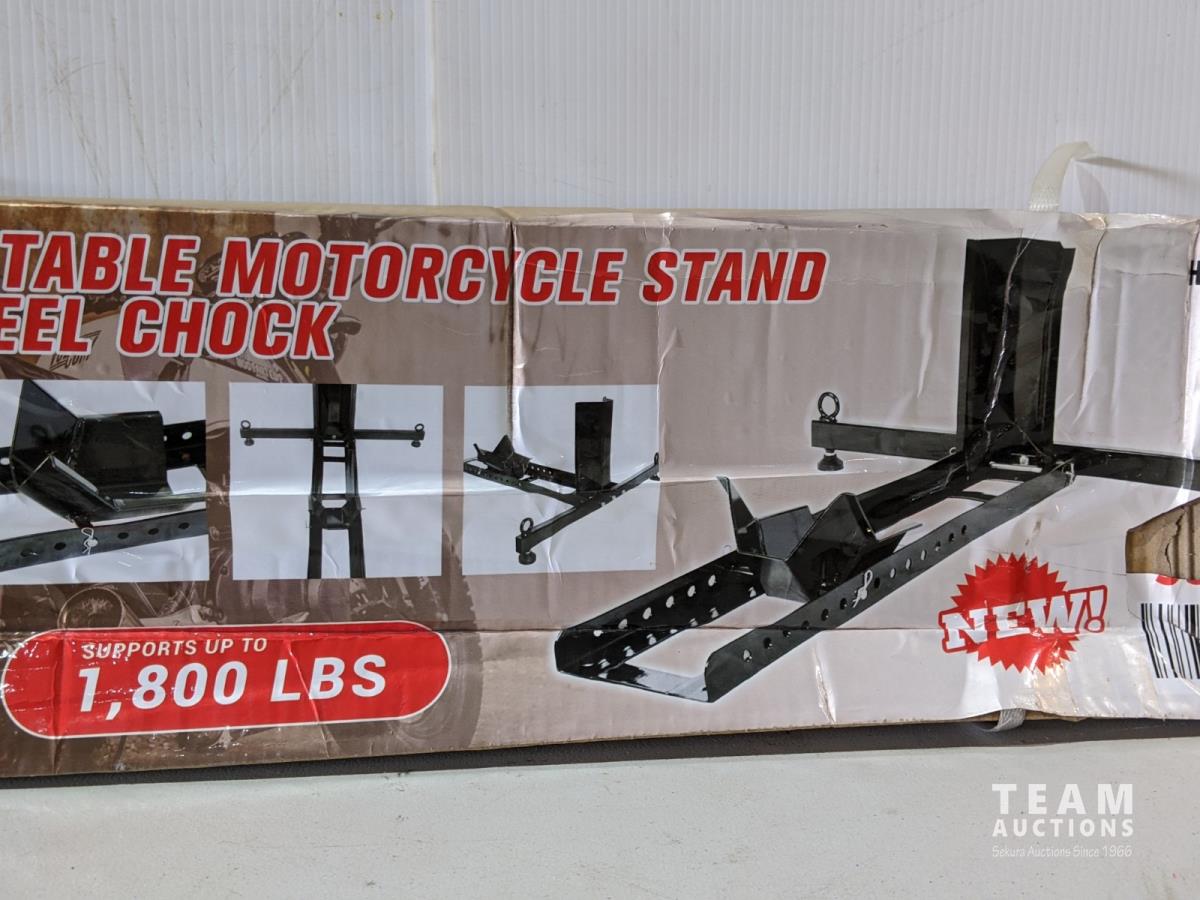 TABLE MOTORCYCLE STAND
EEL CHOCK
SUPPORTS UP TO
1,800 LBS
NEW!
H
TEAM
AUCTIONS
Sekura Auctions Since 1966